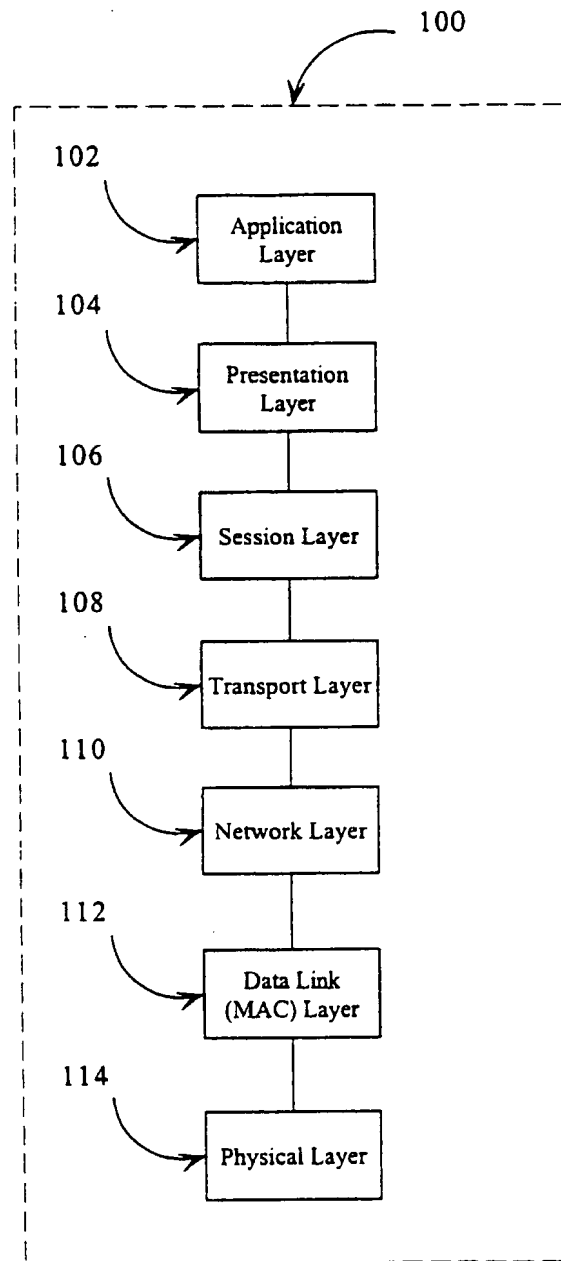 100
102
Application
Layer
104
Presentation
Layer
106
Session Layer
108
Transport Layer
110
Network Layer
112
Data Link
(MAC) Layer
114
Physical Layer